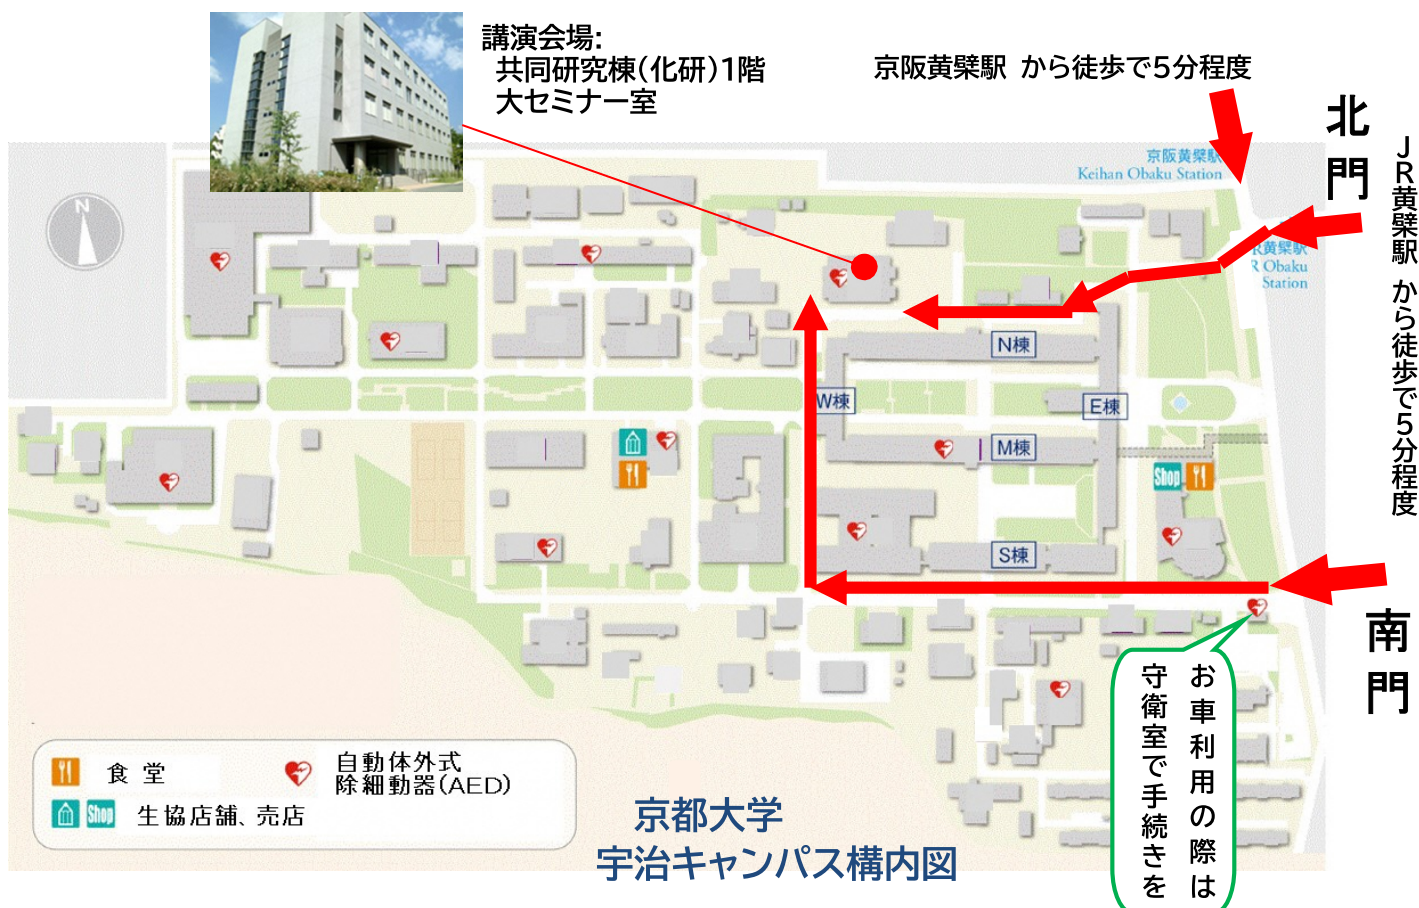 講演会場:
共同研究棟(化研)1階
大セミナー室
京阪黄檗駅 から徒歩で5分程度
北門
JR黄檗駅 から徒歩で5分程度
京阪黄檗駅
Keihan Obaku Station
R黄檗駅
R Obaku
Station
N
N棟
W棟
E棟
M棟
Shop
S棟
南門
お車利用の際は
守衛室で手続きを
食堂
自動体外式
除細動器(AED)
Shop
生協店舗、売店
京都大学
宇治キャンパス構内図